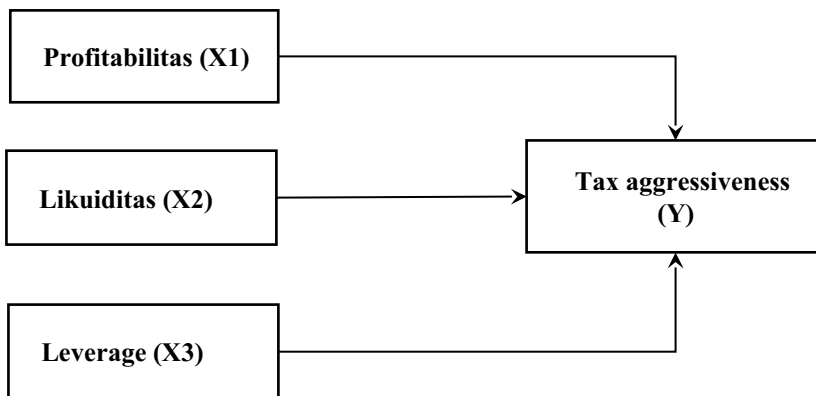 Profitabilitas (X1)
Likuiditas (X2)
Tax aggressiveness
(Y)
Leverage (X3)